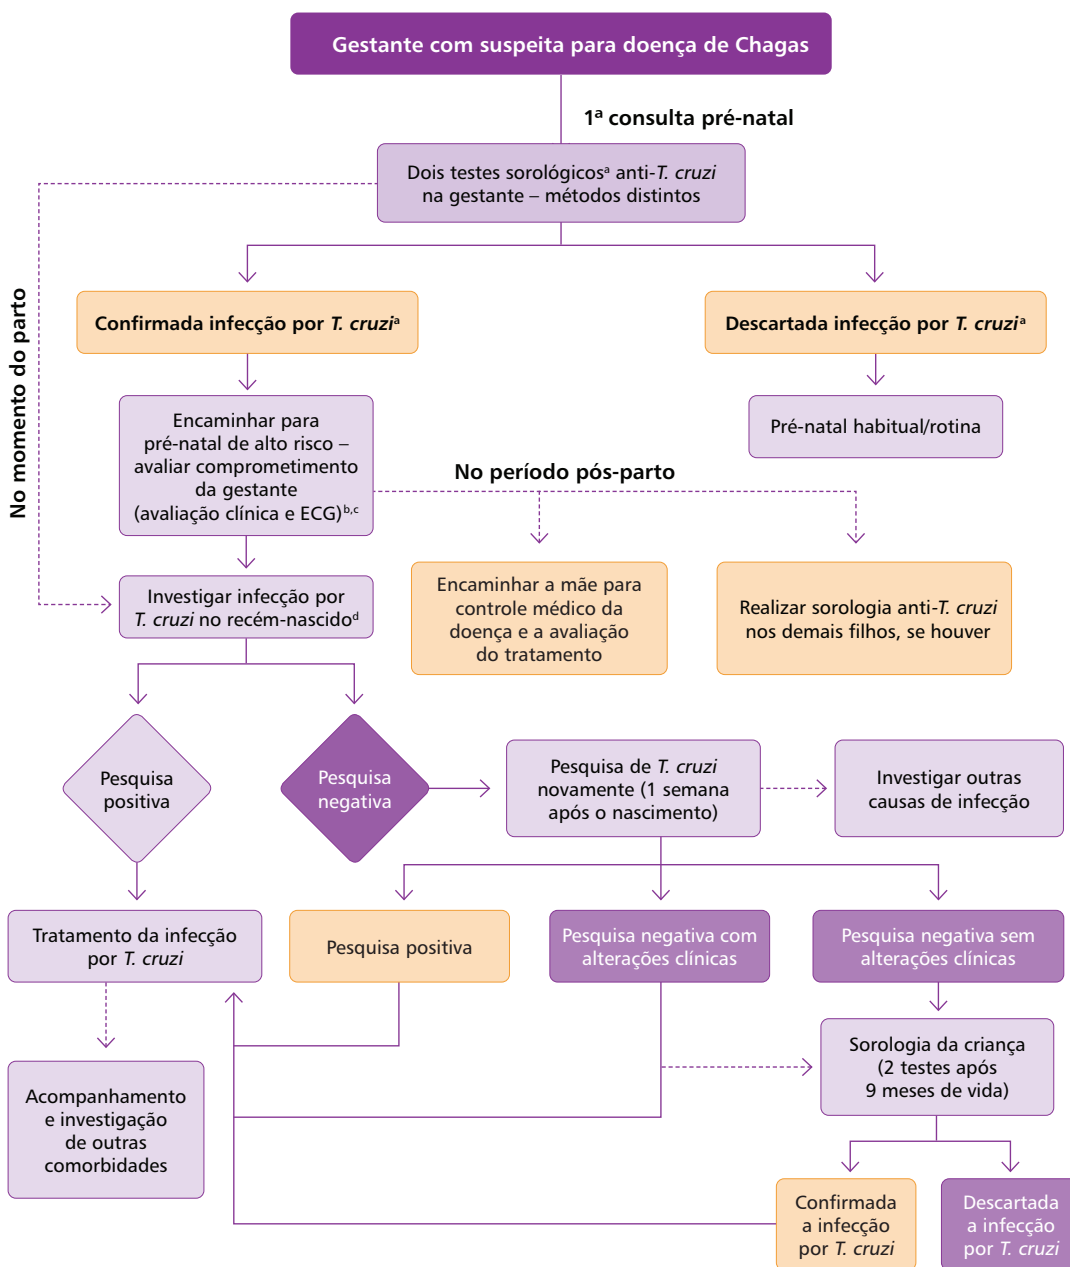 Gestante com suspeita para doença de Chagas
1ª consulta pré-natal
Dois testes sorológicosª anti-T. cruzi
na gestante – métodos distintos
No momento do parto
Confirmada infecção por T. cruziª
Descartada infecção por T. cruziª
Encaminhar para
pré-natal de alto risco –
avaliar comprometimento
da gestante
(avaliação clínica e ECG)ᵇ,ᶜ
Pré-natal habitual/rotina
No período pós-parto
Investigar infecção por
T. cruzi no recém-nascidoᵈ
Encaminhar a mãe para
controle médico da
doença e a avaliação
do tratamento
Realizar sorologia anti-T. cruzi
nos demais filhos, se houver
Pesquisa
positiva
Pesquisa
negativa
Pesquisa de T. cruzi
novamente (1 semana
após o nascimento)
Investigar outras
causas de infecção
Tratamento da infecção
por T. cruzi
Pesquisa positiva
Pesquisa negativa com
alterações clínicas
Pesquisa negativa sem
alterações clínicas
Acompanhamento
e investigação
de outras
comorbidades
Sorologia da criança
(2 testes após
9 meses de vida)
Confirmada
a infecção
por T. cruzi
Descartada
a infecção
por T. cruzi